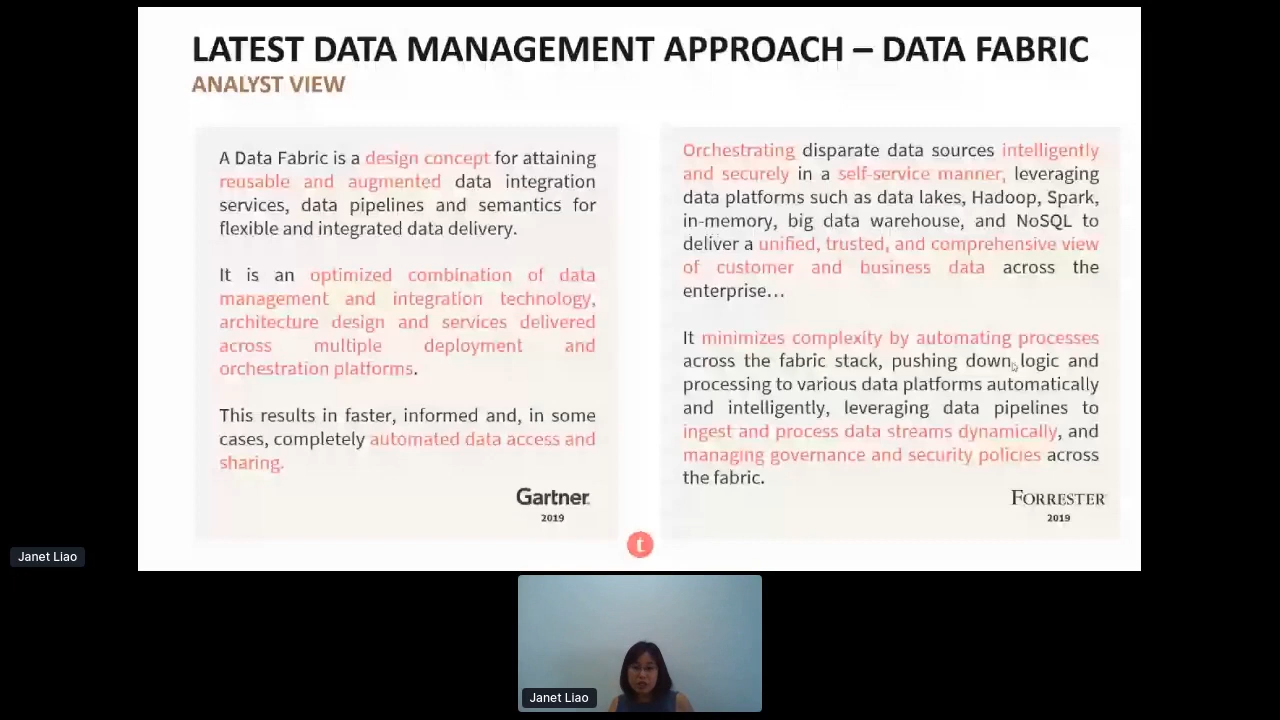 LATEST DATA MANAGEMENT APPROACH – DATA FABRIC
ANALYST VIEW
A Data Fabric is a design concept for attaining
reusable and augmented data integration
services, data pipelines and semantics for
flexible and integrated data delivery.
It is an optimized combination of data
management and integration technology,
architecture design and services delivered
across multiple deployment and
orchestration platforms.
This results in faster, informed and, in some
cases, completely automated data access and
sharing.
Gartner
2019
Orchestrating disparate data sources intelligently
and securely in a self-service manner, leveraging
data platforms such as data lakes, Hadoop, Spark,
in-memory, big data warehouse, and NoSQL to
deliver a unified, trusted, and comprehensive view
of customer and business data across the
enterprise…
It minimizes complexity by automating processes
across the fabric stack, pushing down logic and
processing to various data platforms automatically
and intelligently, leveraging data pipelines to
ingest and process data streams dynamically, and
managing governance and security policies across
the fabric.
FORRESTER
2019
t
Janet Liao
Janet Liao